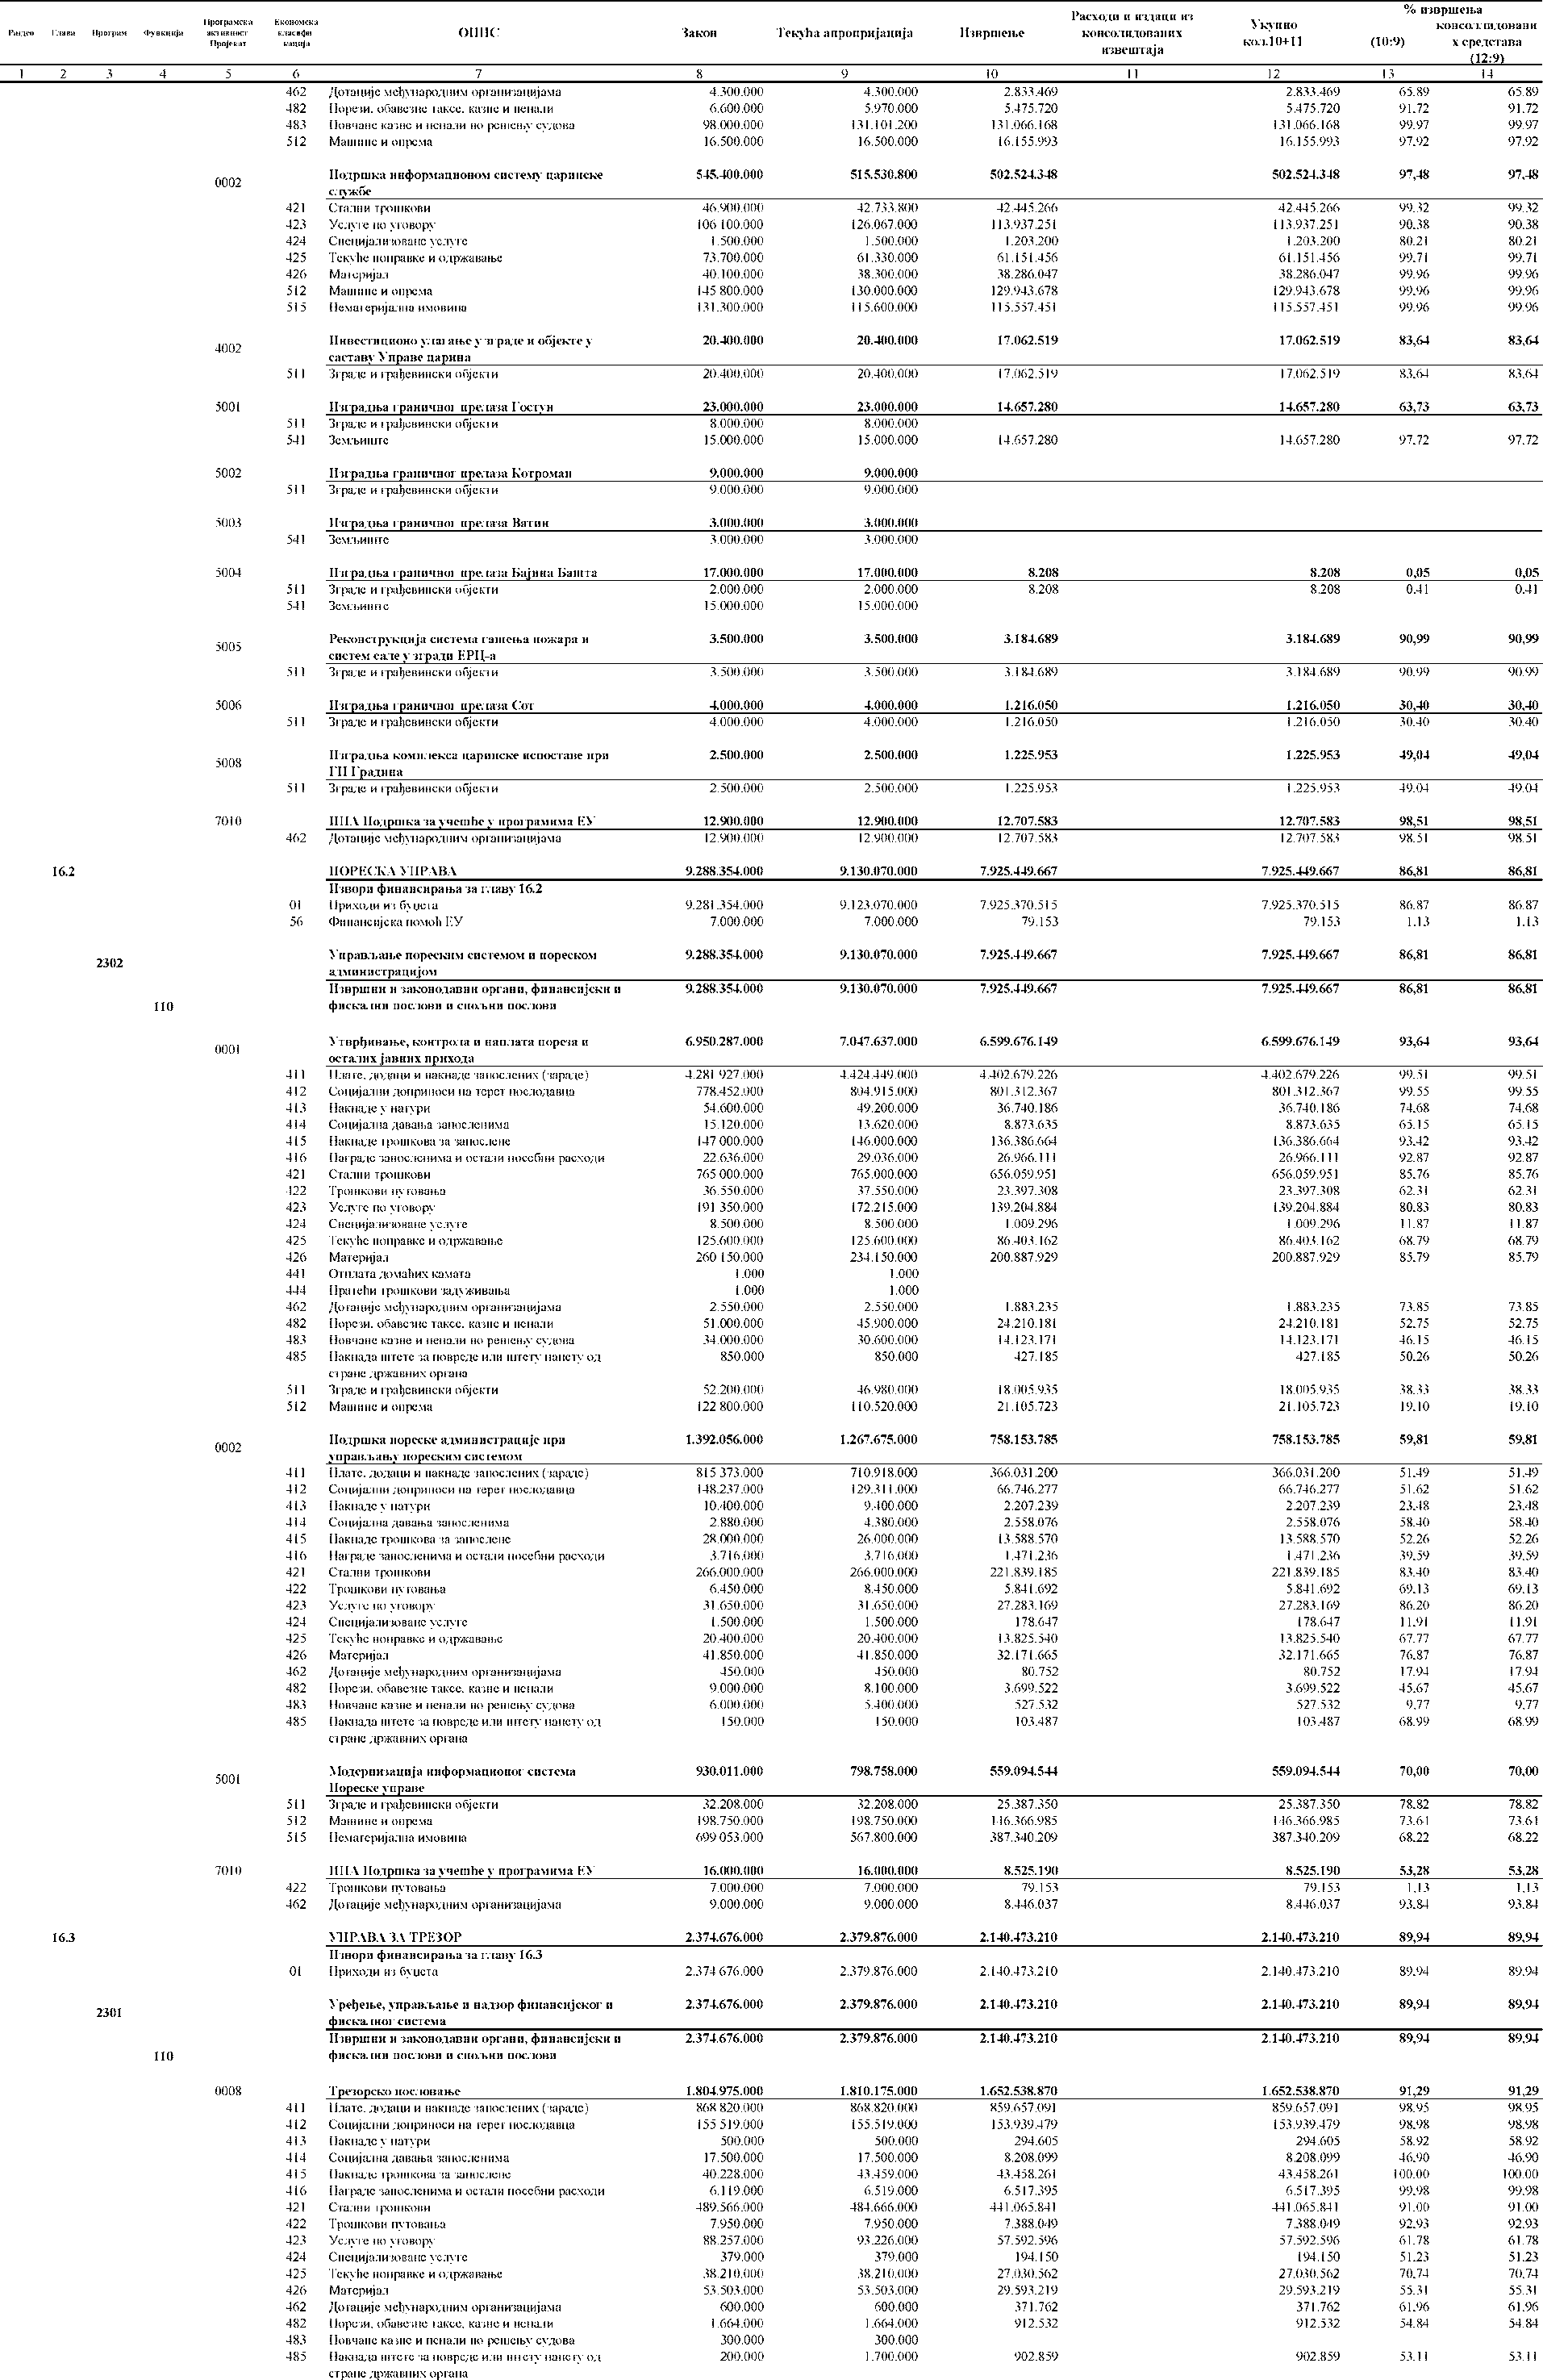 Раздео Глава Програм Функција Програмска активност Пројекат Економска класификација ОПИС Закон Текућа апропријација Извршење Расходи и издаци из консолидованих извештаја Укупно кол.10+11 % извршења (10:9) консолидованих средстава (12:9)
1 2 3 4 5 6 7 8 9 10 11 12 13 14
462 Дотације међународним организацијама 4.300.000 4.300.000 2.833.469 2.833.469 65,89 65,89
482 Порези, обавезне таксе, казне и пенали 6.600.000 5.970.000 5.475.720 5.475.720 91,72 91,72
483 Новчане казне и пенали по решењу судова 98.000.000 131.101.200 131.066.168 131.066.168 99,97 99,97
512 Машине и опрема 16.500.000 16.500.000 16.155.993 16.155.993 97,92 97,92
0002 Подршка информационом систему царинске службе 545.400.000 515.530.800 502.524.348 502.524.348 97,48 97,48
421 Стални трошкови 46.900.000 42.733.800 42.445.266 42.445.266 99,32 99,32
423 Услуге по уговору 106.100.000 126.067.000 113.937.251 113.937.251 90,38 90,38
424 Специјализоване услуге 1.500.000 1.500.000 1.203.200 1.203.200 80,21 80,21
425 Текуће поправке и одржавање 73.700.000 61.330.000 61.151.456 61.151.456 99,71 99,71
426 Материјал 40.100.000 38.300.000 38.286.047 38.286.047 99,96 99,96
512 Машине и опрема 145.800.000 130.000.000 129.943.678 129.943.678 99,96 99,96
515 Нематеријална имовина 131.300.000 115.600.000 115.557.451 115.557.451 99,96 99,96
4002 Инвестиционо улагање у зграде и објекте у саставу Управе царина 20.400.000 20.400.000 17.062.519 17.062.519 83,64 83,64
511 Зграде и грађевински објекти 20.400.000 20.400.000 17.062.519 17.062.519 83,64 83,64
5001 Изградња граничног прелаза Гостун 23.000.000 23.000.000 14.657.280 14.657.280 63,73 63,73
511 Зграде и грађевински објекти 8.000.000 8.000.000
541 Земљиште 15.000.000 15.000.000 14.657.280 14.657.280 97,72 97,72
5002 Изградња граничног прелаза Котроман 9.000.000 9.000.000
511 Зграде и грађевински објекти 9.000.000 9.000.000
5003 Изградња граничног прелаза Ватин 3.000.000 3.000.000
541 Земљиште 3.000.000 3.000.000
5004 Изградња граничног прелаза Бајина Башта 17.000.000 17.000.000 8.208 8.208 0,05 0,05
511 Зграде и грађевински објекти 2.000.000 2.000.000 8.208 8.208 0,41 0,41
541 Земљиште 15.000.000 15.000.000
5005 Реконструкција система гашења пожара и систем сале у згради ЕРЦ-а 3.500.000 3.500.000 3.184.689 3.184.689 90,99 90,99
511 Зграде и грађевински објекти 3.500.000 3.500.000 3.184.689 3.184.689 90,99 90,99
5006 Изградња граничног прелаза Сот 4.000.000 4.000.000 1.216.050 1.216.050 30,40 30,40
511 Зграде и грађевински објекти 4.000.000 4.000.000 1.216.050 1.216.050 30,40 30,40
5008 Изградња комплекса царинске испоставе при ГП Градина 2.500.000 2.500.000 1.225.953 1.225.953 49,04 49,04
511 Зграде и грађевински објекти 2.500.000 2.500.000 1.225.953 1.225.953 49,04 49,04
7010 ИПА Подршка за учешће у програмима ЕУ 12.900.000 12.900.000 12.707.583 12.707.583 98,51 98,51
462 Дотације међународним организацијама 12.900.000 12.900.000 12.707.583 12.707.583 98,51 98,51
16.2 ПОРЕСКА УПРАВА 9.288.354.000 9.130.070.000 7.925.449.667 7.925.449.667 86,81 86,81
Извори финансирања за главу 16.2
01 Приходи из буџета 9.281.354.000 9.123.070.000 7.925.370.515 7.925.370.515 86,87 86,87
56 Финансијска помоћ ЕУ 7.000.000 7.000.000 79.153 79.153 1,13 1,13
2302 Управљање пореским системом и пореском администрацијом 9.288.354.000 9.130.070.000 7.925.449.667 7.925.449.667 86,81 86,81
110 Извршни и законодавни органи, финансијски и фискални послови и спољни послови 9.288.354.000 9.130.070.000 7.925.449.667 7.925.449.667 86,81 86,81
0001 Утврђивање, контрола и наплата пореза и осталих јавних прихода 6.950.287.000 7.047.637.000 6.599.676.149 6.599.676.149 93,64 93,64
411 Плате, додаци и накнаде запослених (зараде) 4.281.927.000 4.424.449.000 4.402.679.226 4.402.679.226 99,51 99,51
412 Социјални доприноси на терет послодавца 778.452.000 804.915.000 801.312.367 801.312.367 99,55 99,55
413 Накнаде у натури 54.600.000 49.200.000 36.740.186 36.740.186 74,68 74,68
414 Социјална давања запосленима 15.120.000 13.620.000 8.873.635 8.873.635 65,15 65,15
415 Накнаде трошкова за запослене 147.000.000 146.000.000 136.386.664 136.386.664 93,42 93,42
416 Награде запосленима и остали посебни расходи 22.636.000 29.036.000 26.966.111 26.966.111 92,87 92,87
421 Стални трошкови 765.000.000 765.000.000 656.059.951 656.059.951 85,76 85,76
422 Трошкови путовања 36.550.000 37.550.000 23.397.308 23.397.308 62,31 62,31
423 Услуге по уговору 191.350.000 172.215.000 139.204.884 139.204.884 80,83 80,83
424 Специјализоване услуге 8.500.000 8.500.000 1.009.296 1.009.296 11,87 11,87
425 Текуће поправке и одржавање 125.600.000 125.600.000 86.403.162 86.403.162 68,79 68,79
426 Материјал 260.150.000 234.150.000 200.887.929 200.887.929 85,79 85,79
441 Отплата домаћих камата 1.000 1.000
444 Пратећи трошкови задуживања 1.000 1.000
462 Дотације међународним организацијама 2.550.000 2.550.000 1.883.235 1.883.235 73,85 73,85
482 Порези, обавезне таксе, казне и пенали 51.000.000 45.900.000 24.210.181 24.210.181 52,75 52,75
483 Новчане казне и пенали по решењу судова 34.000.000 30.600.000 14.123.171 14.123.171 46,15 46,15
485 Накнада штете за повреде или штету нанету од стране државних органа 850.000 850.000 427.185 427.185 50,26 50,26
511 Зграде и грађевински објекти 52.200.000 46.980.000 18.005.935 18.005.935 38,33 38,33
512 Машине и опрема 122.800.000 110.520.000 21.105.723 21.105.723 19,10 19,10
0002 Подршка пореске администрације при управљању пореским системом 1.392.056.000 1.267.675.000 758.153.785 758.153.785 59,81 59,81
411 Плате, додаци и накнаде запослених (зараде) 815.373.000 710.918.000 366.031.200 366.031.200 51,49 51,49
412 Социјални доприноси на терет послодавца 148.237.000 129.311.000 66.746.277 66.746.277 51,62 51,62
413 Накнаде у натури 10.400.000 9.400.000 2.207.239 2.207.239 23,48 23,48
414 Социјална давања запосленима 2.880.000 4.380.000 2.558.076 2.558.076 58,40 58,40
415 Накнаде трошкова за запослене 28.000.000 26.000.000 13.588.570 13.588.570 52,26 52,26
416 Награде запосленима и остали посебни расходи 3.716.000 3.716.000 1.471.236 1.471.236 39,59 39,59
421 Стални трошкови 266.000.000 266.000.000 221.839.185 221.839.185 83,40 83,40
422 Трошкови путовања 6.450.000 8.450.000 5.841.692 5.841.692 69,13 69,13
423 Услуге по уговору 31.650.000 31.650.000 27.283.169 27.283.169 86,20 86,20
424 Специјализоване услуге 1.500.000 1.500.000 178.647 178.647 11,91 11,91
425 Текуће поправке и одржавање 20.400.000 20.400.000 13.825.540 13.825.540 67,77 67,77
426 Материјал 41.850.000 41.850.000 32.171.665 32.171.665 76,87 76,87
462 Дотације међународним организацијама 450.000 450.000 80.752 80.752 17,94 17,94
482 Порези, обавезне таксе, казне и пенали 9.000.000 8.100.000 3.699.522 3.699.522 45,67 45,67
483 Новчане казне и пенали по решењу судова 6.000.000 5.400.000 527.532 527.532 9,77 9,77
485 Накнада штете за повреде или штету нанету од стране државних органа 150.000 150.000 103.487 103.487 68,99 68,99
5001 Модернизација информационог система Пореске управе 930.011.000 798.758.000 559.094.544 559.094.544 70,00 70,00
511 Зграде и грађевински објекти 32.208.000 32.208.000 25.387.350 25.387.350 78,82 78,82
512 Машине и опрема 198.750.000 198.750.000 146.366.985 146.366.985 73,64 73,64
515 Нематеријална имовина 699.053.000 567.800.000 387.340.209 387.340.209 68,22 68,22
7010 ИПА Подршка за учешће у програмима ЕУ 16.000.000 16.000.000 8.525.190 8.525.190 53,28 53,28
422 Трошкови путовања 7.000.000 7.000.000 79.153 79.153 1,13 1,13
462 Дотације међународним организацијама 9.000.000 9.000.000 8.446.037 8.446.037 93,84 93,84
16.3 УПРАВА ЗА ТРЕЗОР 2.374.676.000 2.379.876.000 2.140.473.210 2.140.473.210 89,94 89,94
Извори финансирања за главу 16.3
01 Приходи из буџета 2.374.676.000 2.379.876.000 2.140.473.210 2.140.473.210 89,94 89,94
2301 Уређење, управљање и надзор финансијског и фискалног система 2.374.676.000 2.379.876.000 2.140.473.210 2.140.473.210 89,94 89,94
110 Извршни и законодавни органи, финансијски и фискални послови и спољни послови 2.374.676.000 2.379.876.000 2.140.473.210 2.140.473.210 89,94 89,94
0008 Трезорско пословање 1.804.975.000 1.810.175.000 1.652.538.870 1.652.538.870 91,29 91,29
411 Плате, додаци и накнаде запослених (зараде) 868.820.000 868.820.000 859.657.091 859.657.091 98,95 98,95
412 Социјални доприноси на терет послодавца 155.519.000 155.519.000 153.939.479 153.939.479 98,98 98,98
413 Накнаде у натури 500.000 500.000 294.605 294.605 58,92 58,92
414 Социјална давања запосленима 17.500.000 17.500.000 8.208.099 8.208.099 46,90 46,90
415 Накнаде трошкова за запослене 40.228.000 43.459.000 43.458.261 43.458.261 100,00 100,00
416 Награде запосленима и остали посебни расходи 6.119.000 6.519.000 6.517.395 6.517.395 99,98 99,98
421 Стални трошкови 489.566.000 484.666.000 441.065.841 441.065.841 91,00 91,00
422 Трошкови путовања 7.950.000 7.950.000 7.388.049 7.388.049 92,93 92,93
423 Услуге по уговору 88.257.000 93.226.000 57.592.596 57.592.596 61,78 61,78
424 Специјализоване услуге 379.000 379.000 194.150 194.150 51,23 51,23
425 Текуће поправке и одржавање 38.210.000 38.210.000 27.030.562 27.030.562 70,74 70,74
426 Материјал 53.503.000 53.503.000 29.593.219 29.593.219 55,31 55,31
462 Дотације међународним организацијама 600.000 600.000 371.762 371.762 61,96 61,96
482 Порези, обавезне таксе, казне и пенали 1.664.000 1.664.000 912.532 912.532 54,84 54,84
483 Новчане казне и пенали по решењу судова 300.000 300.000
485 Накнада штете за повреде или штету нанету од стране државних органа 200.000 1.700.000 902.859 902.859 53,11 53,11